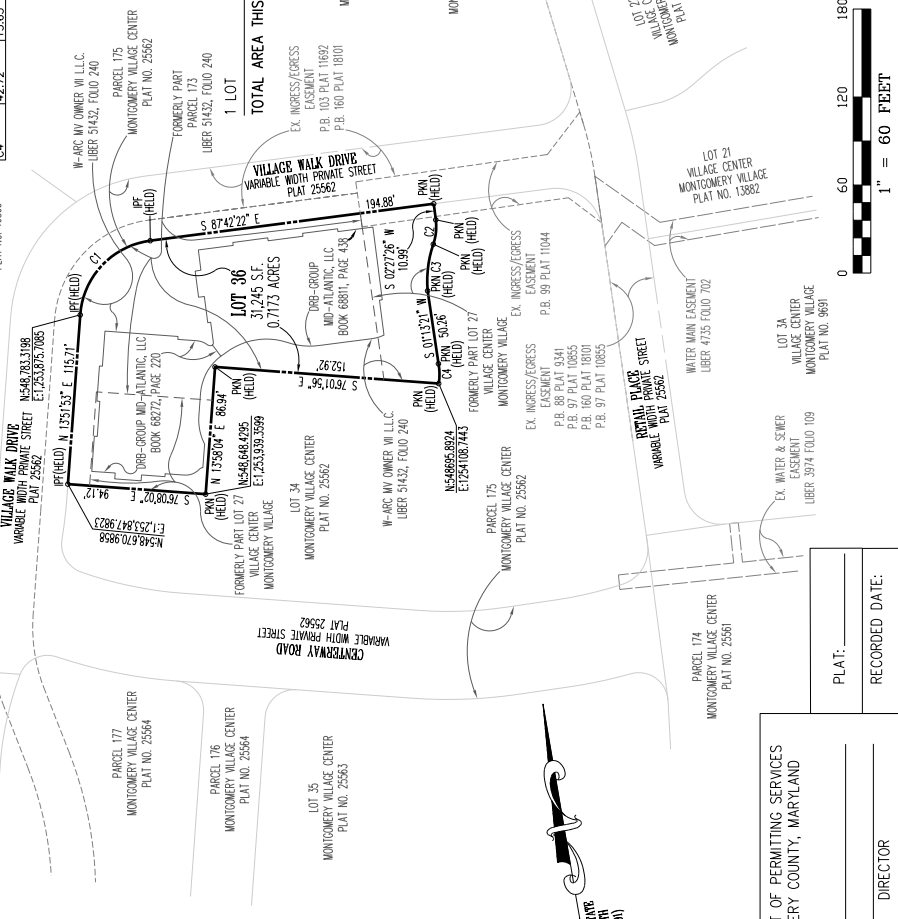 VILLAGE WALK DRIVE
VARIABLE WIDTH PRIVATE STREET
PLAT 25562
N:548,783.3198
E:1,253,875.7085
IPF(HELD)
N 13'51'53" E 115.71'
IPF(HELD)
C1
IPF
(HELD)
N:548,670.9858
E:1,253,847.9823
S 76'08'02" E
94.12'
DRB-GROUP MID-ATLANTIC, LLC
BOOK 68272, PAGE 220
PKN
(HELD)
N 13'58'04" E 86.94'
PKN
(HELD)
N:548,648.4295
E:1,253,939.3599
LOT 36
31,245 S.F.
0.7173 ACRES
DRB-GROUP
MID-ATLANTIC, LLC
BOOK 68811, PAGE 438
S 87'42'22" E
194.88'
VILLAGE WALK DRIVE
VARIABLE WIDTH PRIVATE STREET
PLAT 25562
S 76'01'56" E
152.92'
PKN
(HELD)
C4
PKN
(HELD)
S 01'13'21" W
50.26'
PKN
(HELD)
C3
PKN
(HELD)
C2
PKN
(HELD)
PKN
(HELD)
S 02'27'26" W
10.99'
N:548695.8924
E:1254108.7443
W-ARC MV OWNER VII L.L.C.
LIBER 51432, FOLIO 240
PARCEL 175
MONTGOMERY VILLAGE CENTER
PLAT NO. 25562
FORMERLY PART
PARCEL 173
LIBER 51432, FOLIO 240
1 LOT
TOTAL AREA THIS
EX. INGRESS/EGRESS
EASEMENT
P.B. 103 PLAT 11692
P.B. 160 PLAT 18101
C4 42.72
FORMERLY PART LOT 27
VILLAGE CENTER
MONTGOMERY VILLAGE
LOT 34
MONTGOMERY VILLAGE CENTER
PLAT NO. 25562
W-ARC MV OWNER VII L.L.C.
LIBER 51432, FOLIO 240
FORMERLY PART LOT 27
VILLAGE CENTER
MONTGOMERY VILLAGE
PARCEL 175
MONTGOMERY VILLAGE CENTER
PLAT NO. 25562
EX. INGRESS/EGRESS
EASEMENT
P.B. 99 PLAT 11044
EX. INGRESS/EGRESS
EASEMENT
P.B. 88 PLAT 9341
P.B. 97 PLAT 10855
P.B. 160 PLAT 18101
P.B. 97 PLAT 10855
RETAIL PLACE
VARIABLE WIDTH PRIVATE
STREET
PLAT 25562
WATER MAIN EASEMENT
LIBER 4735 FOLIO 702
LOT 21
VILLAGE CENTER
MONTGOMERY VILLAGE
PLAT NO. 13882
LOT 3A
VILLAGE CENTER
MONTGOMERY VILLAGE
PLAT NO. 9691
EX. WATER & SEWER
EASEMENT
LIBER 3974 FOLIO 109
CENTERWAY ROAD
VARIABLE WIDTH PRIVATE STREET
PLAT 25562
PARCEL 174
MONTGOMERY VILLAGE CENTER
PLAT NO. 25561
PARCEL 177
MONTGOMERY VILLAGE CENTER
PLAT NO. 25564
PARCEL 176
MONTGOMERY VILLAGE CENTER
PLAT NO. 25564
LOT 35
MONTGOMERY VILLAGE CENTER
PLAT NO. 25563
0 60 120 180
1" = 60 FEET
PLAT:
RECORDED DATE:
T OF PERMITTING SERVICES
ERY COUNTY, MARYLAND
DIRECTOR